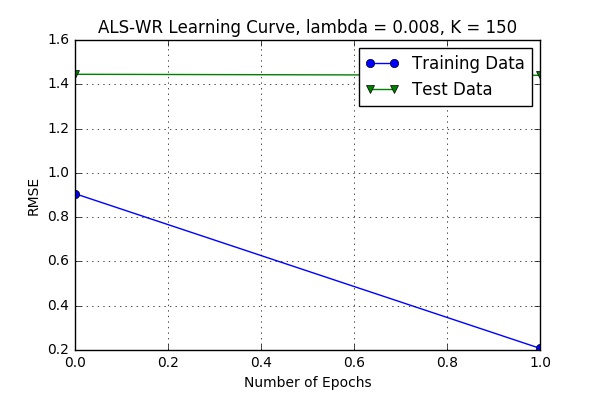 ALS-WR Learning Curve, lambda = 0.008, K = 150
1.6
1.4
1.2
1.0
0.8
0.6
0.4
0.2
RMSE
Training Data
Test Data
0.0 0.2 0.4 0.6 0.8 1.0
Number of Epochs